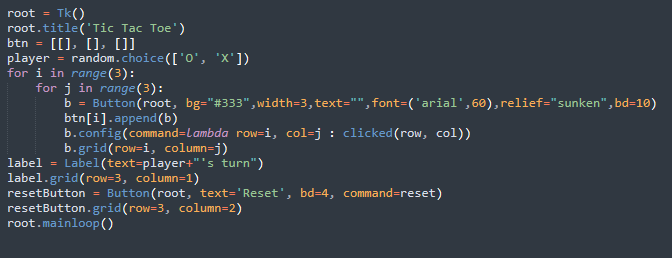 root = Tk()
root.title('Tic Tac Toe')
btn = [[], [], []]
player = random.choice(['O', 'X'])
for i in range(3):
    for j in range(3):
        b = Button(root, bg="#333",width=3,text="",font=('arial',60),relief="sunken",bd=10)
        btn[i].append(b)
        b.config(command=lambda row=i, col=j : clicked(row, col))
        b.grid(row=i, column=j)
label = Label(text=player+"'s turn")
label.grid(row=3, column=1)
resetButton = Button(root, text='Reset', bd=4, command=reset)
resetButton.grid(row=3, column=2)
root.mainloop()